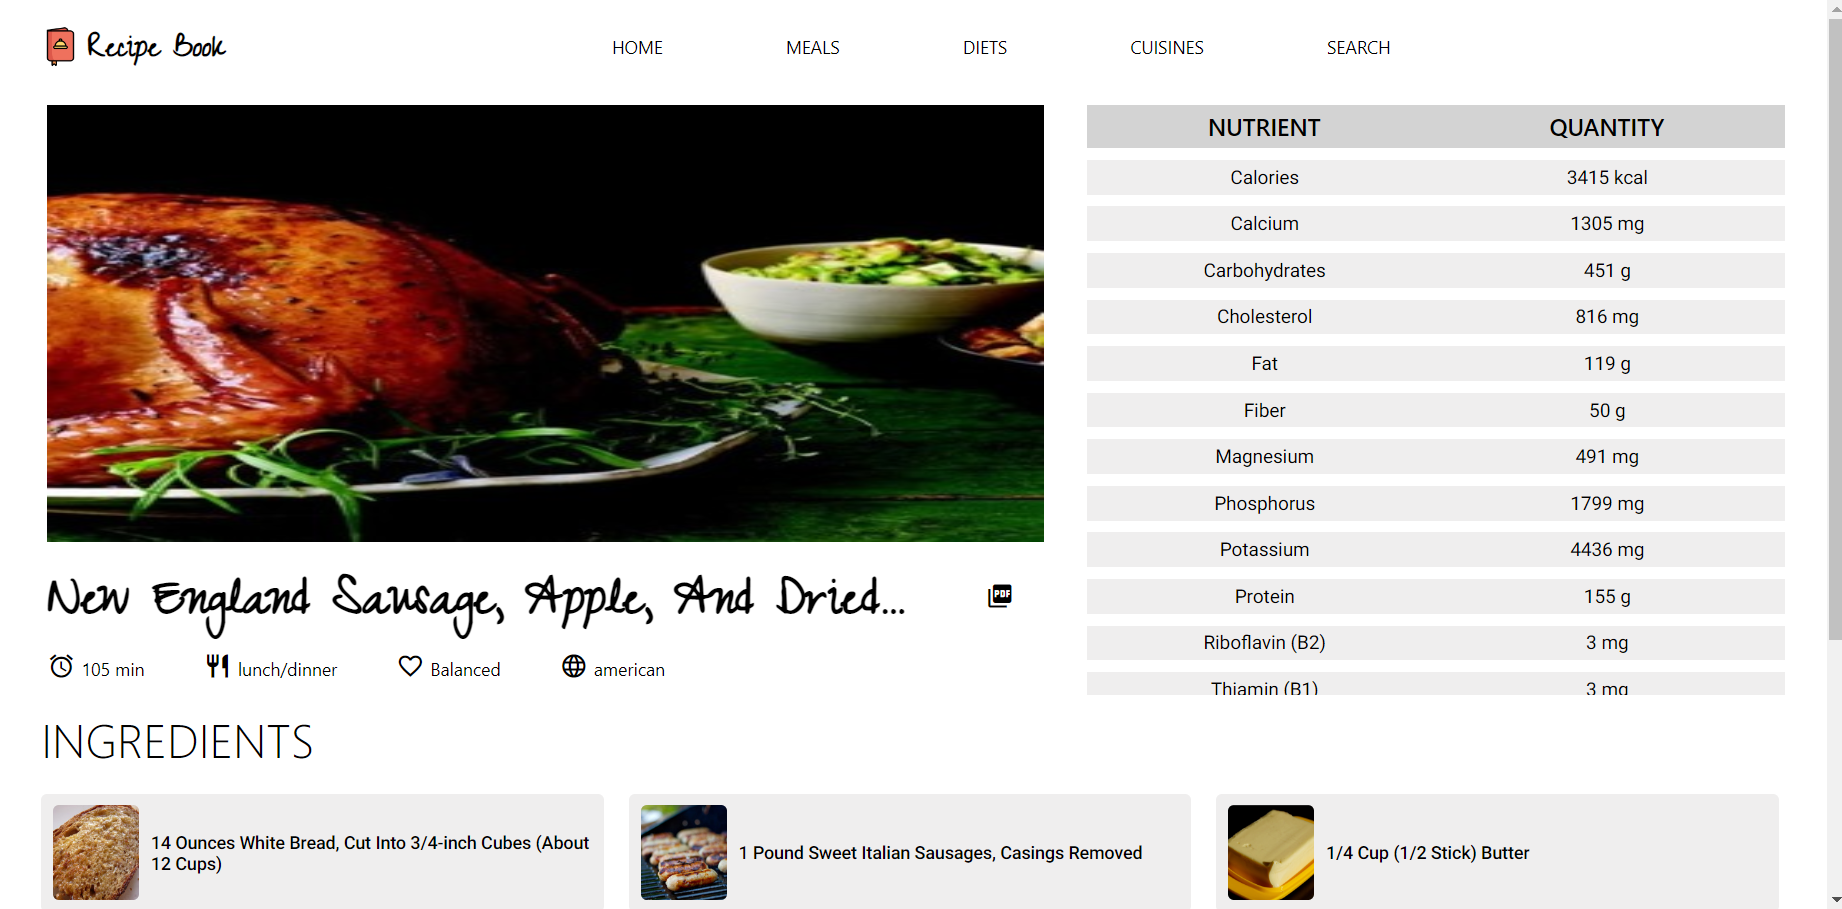 Recipe Book
HOME
MEALS
DIETS
CUISINES
SEARCH
NUTRIENT QUANTITY
Calories 3415 kcal
Calcium 1305 mg
Carbohydrates 451 g
Cholesterol 816 mg
Fat 119 g
Fiber 50 g
Magnesium 491 mg
Phosphorus 1799 mg
Potassium 4436 mg
Protein 155 g
Riboflavin (B2) 3 mg
Thiamin (B1) 3 mg
New England Sausage, Apple, And Dried...
PDF
105 min
lunch/dinner
Balanced
american
INGREDIENTS
14 Ounces White Bread, Cut Into 3/4-inch Cubes (About
12 Cups)
1 Pound Sweet Italian Sausages, Casings Removed
1/4 Cup (1/2 Stick) Butter